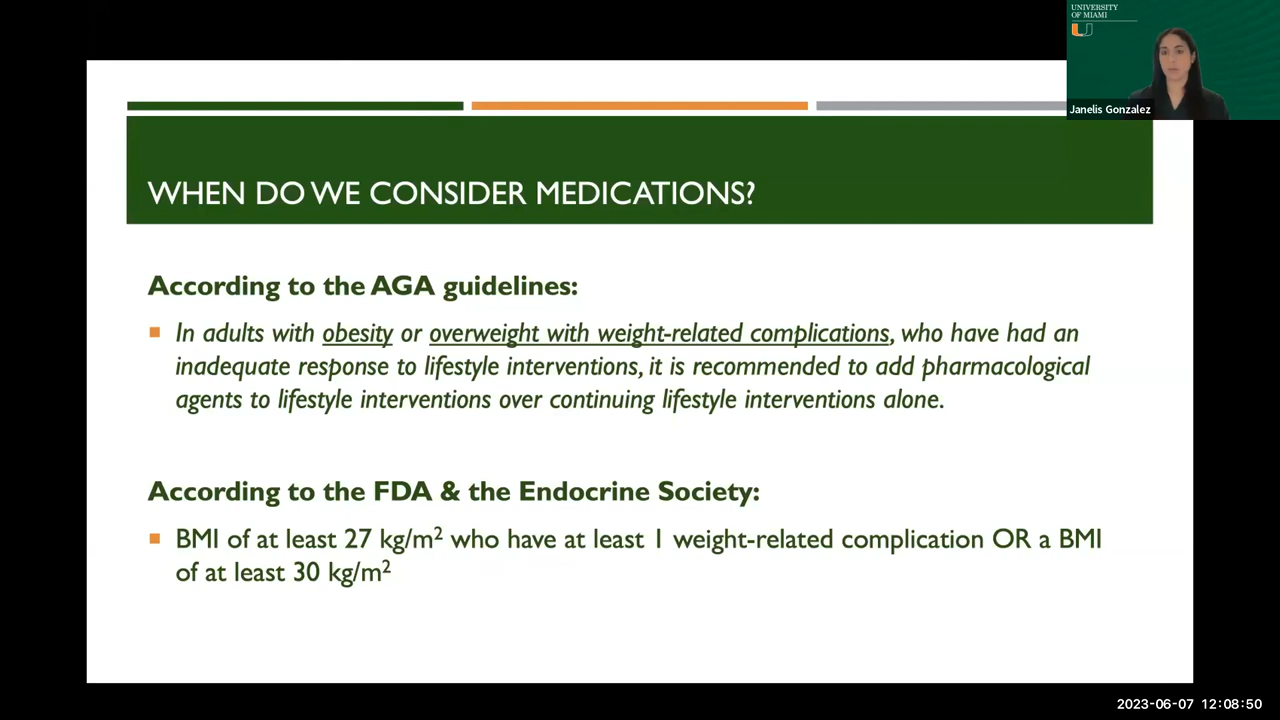 UNIVERSITY
OF MIAMI
Janelis Gonzalez
WHEN DO WE CONSIDER MEDICATIONS?
According to the AGA guidelines:
In adults with obesity or overweight with weight-related complications, who have had an
inadequate response to lifestyle interventions, it is recommended to add pharmacological
agents to lifestyle interventions over continuing lifestyle interventions alone.
According to the FDA & the Endocrine Society:
BMI of at least 27 kg/m² who have at least 1 weight-related complication OR a BMI
of at least 30 kg/m²
2023-06-07 12:08:50